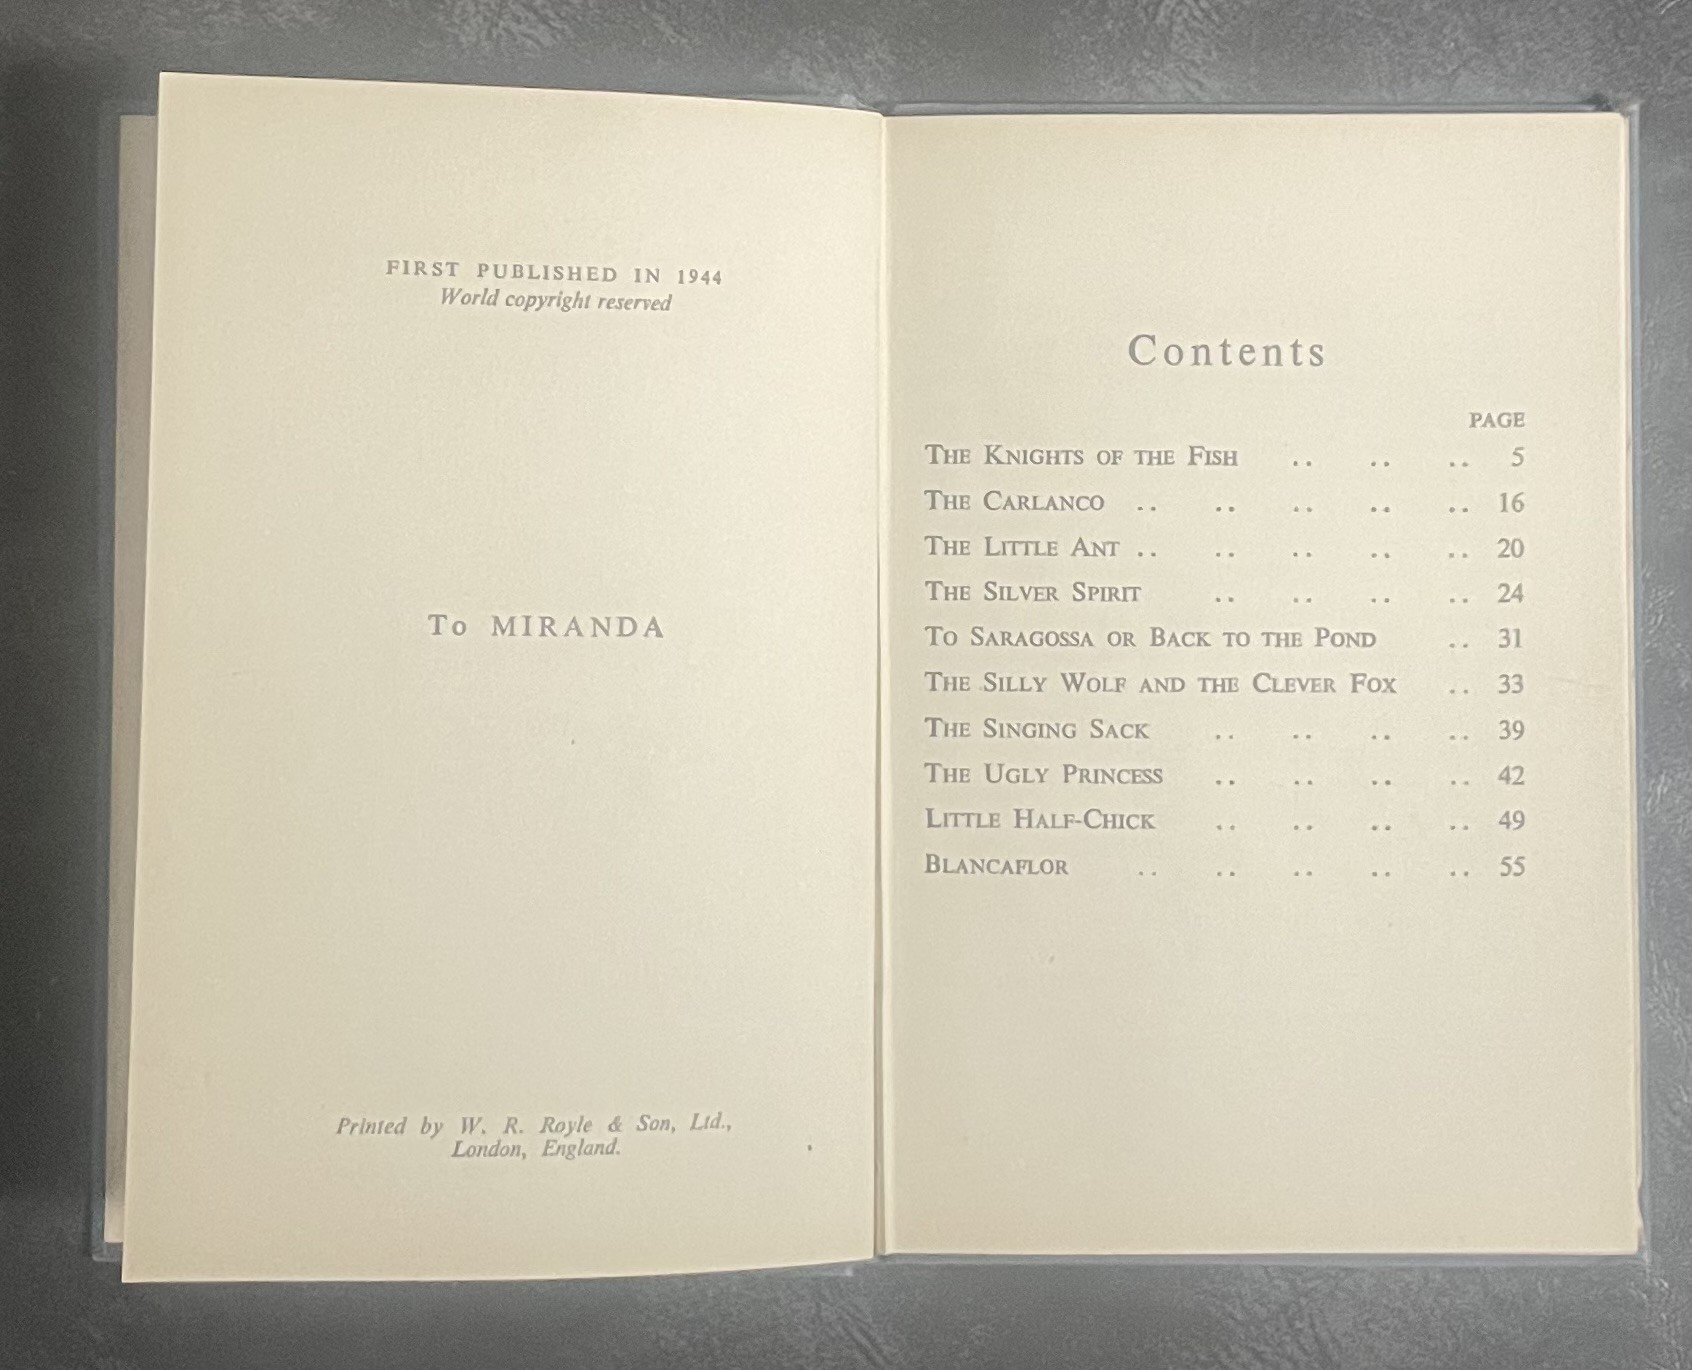 FIRST PUBLISHED IN 1944
World copyright reserved
To MIRANDA
Printed by W. R. Royle & Son, Ltd.,
London, England.
Contents
PAGE
The Knights of the Fish .. .. .. 5
The Carlanco .. .. .. .. .. 16
The Little Ant .. .. .. .. .. 20
The Silver Spirit .. .. .. .. 24
To Saragossa or Back to the Pond .. 31
The Silly Wolf and the Clever Fox .. 33
The Singing Sack .. .. .. .. 39
The Ugly Princess .. .. .. .. 42
Little Half-Chick .. .. .. .. 49
Blancaflor .. .. .. .. .. 55